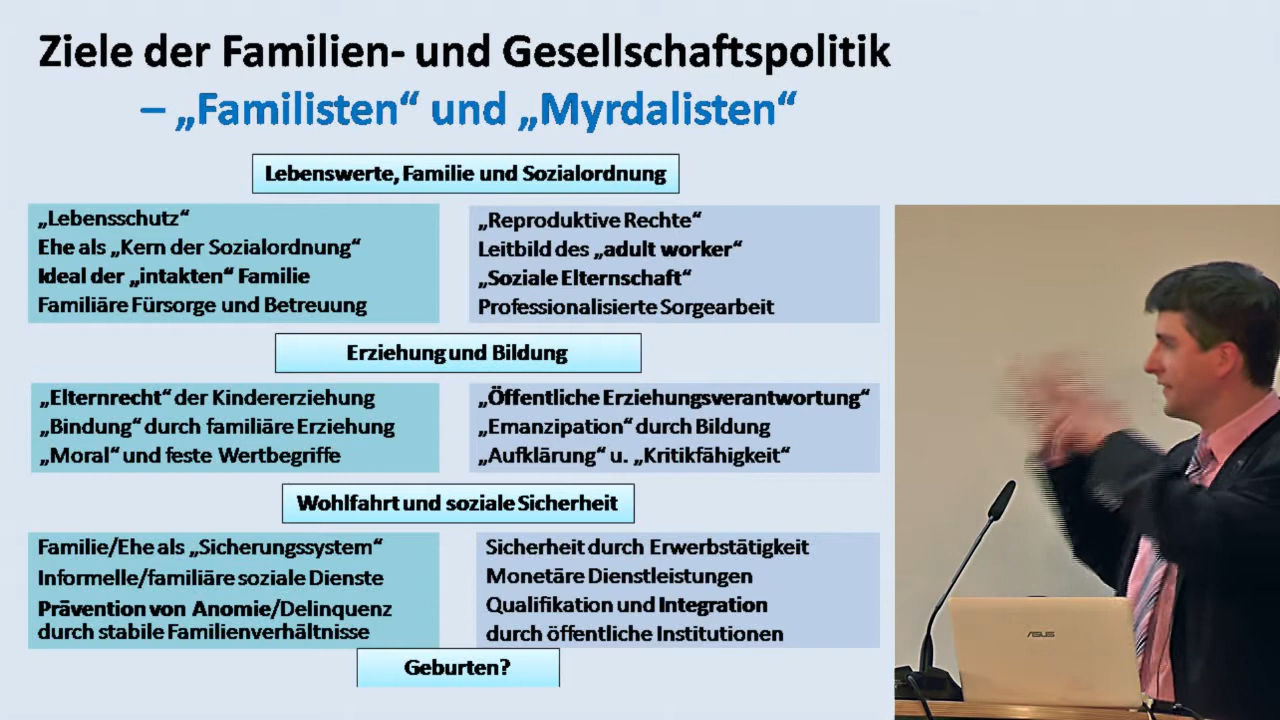 Ziele der Familien- und Gesellschaftspolitik
– „Familisten“ und „Myrdalisten“
Lebenswerte, Familie und Sozialordnung
„Lebensschutz“
Ehe als „Kern der Sozialordnung“
Ideal der „intakten“ Familie
Familiäre Fürsorge und Betreuung
„Reproduktive Rechte“
Leitbild des „adult worker“
„Soziale Elternschaft“
Professionalisierte Sorgearbeit
Erziehung und Bildung
„Elternrecht“ der Kindererziehung
„Bindung“ durch familiäre Erziehung
„Moral“ und feste Wertbegriffe
„Öffentliche Erziehungsverantwortung“
„Emanzipation“ durch Bildung
„Aufklärung“ u. „Kritikfähigkeit“
Wohlfahrt und soziale Sicherheit
Familie/Ehe als „Sicherungssystem“
Informelle/familiäre soziale Dienste
Prävention von Anomie/Delinquenz
durch stabile Familienverhältnisse
Sicherheit durch Erwerbstätigkeit
Monetäre Dienstleistungen
Qualifikation und Integration
durch öffentliche Institutionen
Geburten?
ASUS